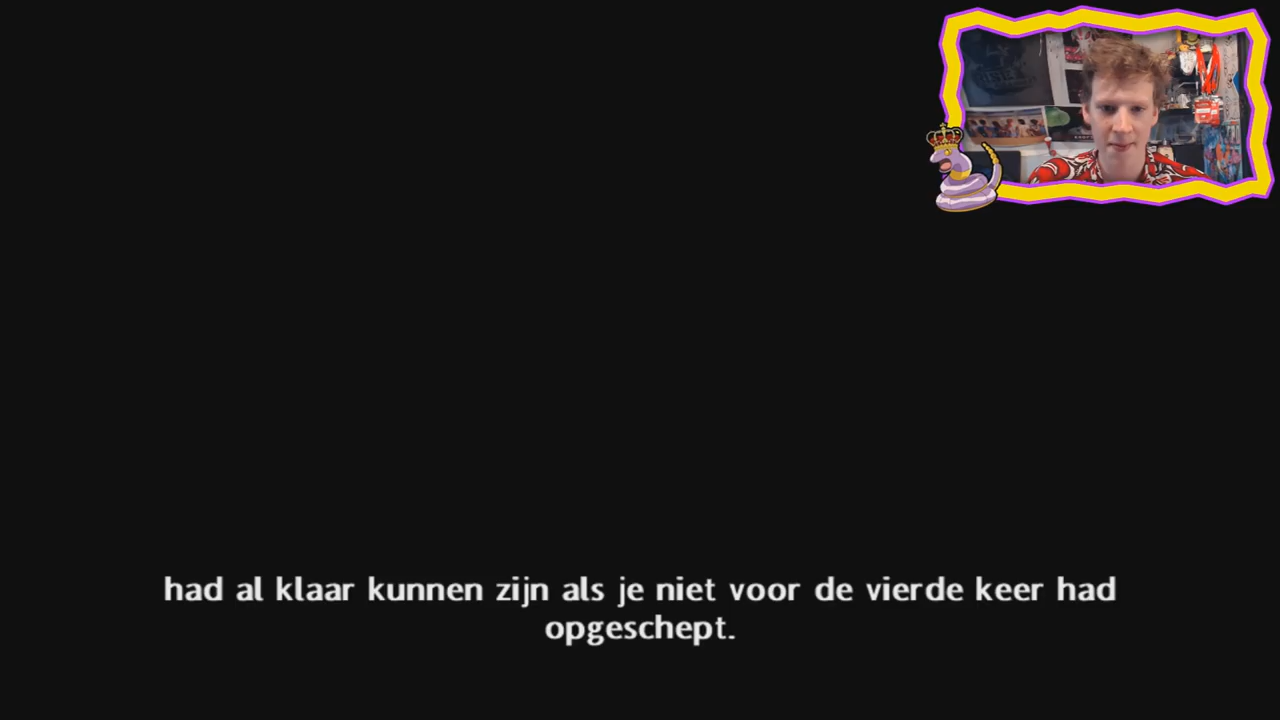 had al klaar kunnen zijn als je niet voor de vierde keer had
opgeschept.